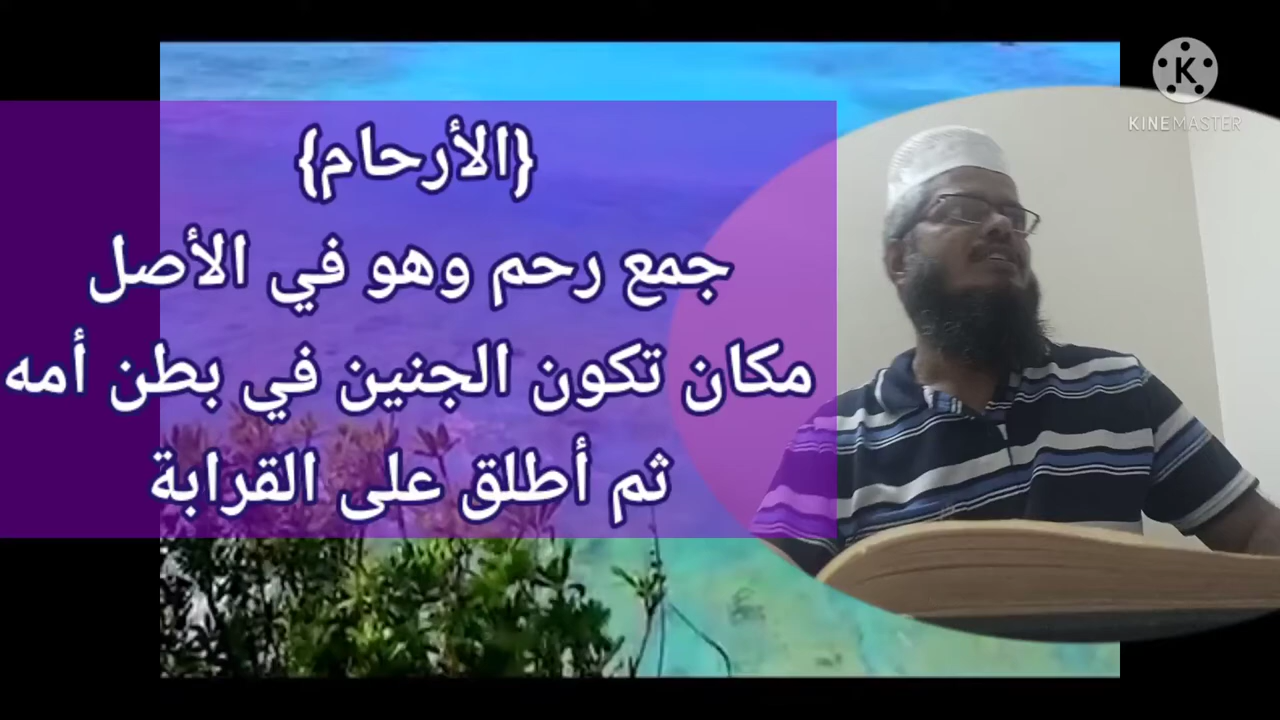 {الأرحام}
جمع رحم وهو في الأصل
مكان تكون الجنين في بطن أمه
ثم أطلق على القرابة
K
KINEMASTER